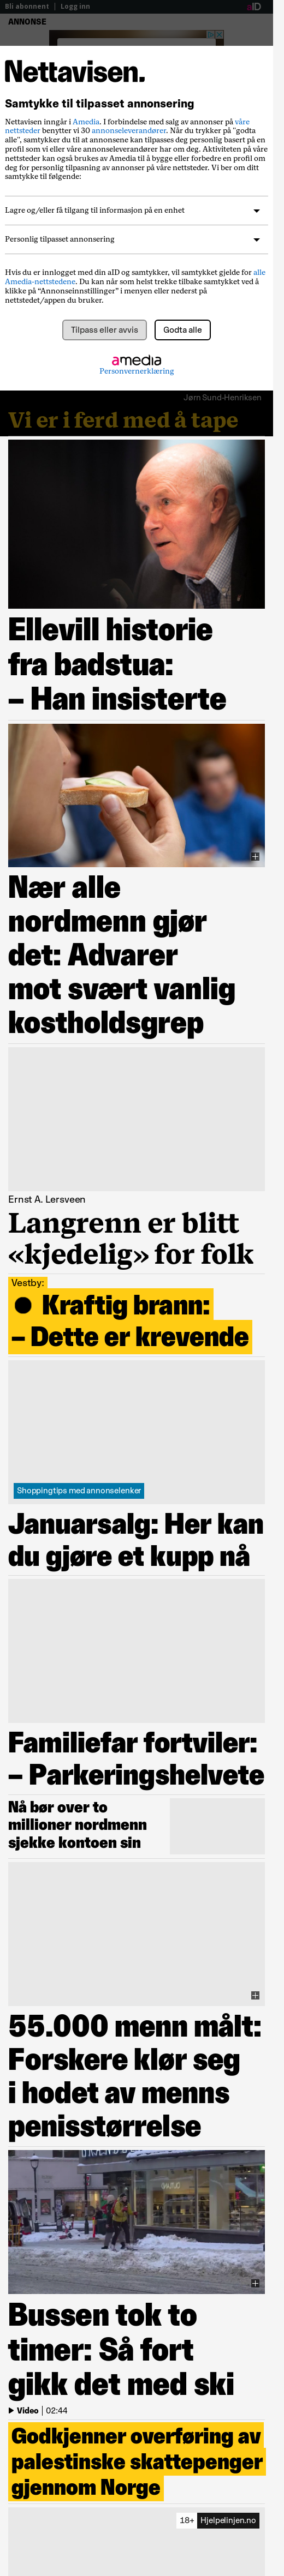 Bli abonnent | Logg inn
aID
ANNONSE
Nettavisen.
Samtykke til tilpasset annonsering
Nettavisen inngår i Amedia. I forbindelse med salg av annonser på våre
nettsteder benytter vi 30 annonseleverandører. Når du trykker på "godta
alle", samtykker du til at annonsene kan tilpasses deg personlig basert på en
profil som vi eller våre annonseleverandører har om deg. Aktiviteten på våre
nettsteder kan også brukes av Amedia til å bygge eller forbedre en profil om
deg for personlig tilpasning av annonser på våre nettsteder. Vi ber om ditt
samtykke til følgende:
Lagre og/eller få tilgang til informasjon på en enhet
Personlig tilpasset annonsering
Hvis du er innlogget med din aID og samtykker, vil samtykket gjelde for alle
Amedia-nettstedene. Du kan når som helst trekke tilbake samtykket ved å
klikke på “Annonseinnstillinger” i menyen eller nederst på
nettstedet/appen du bruker.
Tilpass eller avvis
Godta alle
amedia
Personvernerklæring
Jørn Sund-Henriksen
Vi er i ferd med å tape
Ellevill historie
fra badstua:
– Han insisterte
Nær alle
nordmenn gjør
det: Advarer
mot svært vanlig
kostholdsgrep
Ernst A. Lersveen
Langrenn er blitt
«kjedelig» for folk
Vestby:
Kraftig brann:
– Dette er krevende
Shoppingtips med annonselenker
Januarsalg: Her kan
du gjøre et kupp nå
Familiefar fortviler:
– Parkeringshelvete
Nå bør over to
millioner nordmenn
sjekke kontoen sin
55.000 menn målt:
Forskere klør seg
i hodet av menns
penisstørrelse
Bussen tok to
timer: Så fort
gikk det med ski
Video | 02:44
Godkjenner overføring av
palestinske skattepenger
gjennom Norge
18+ Hjelpelinjen.no